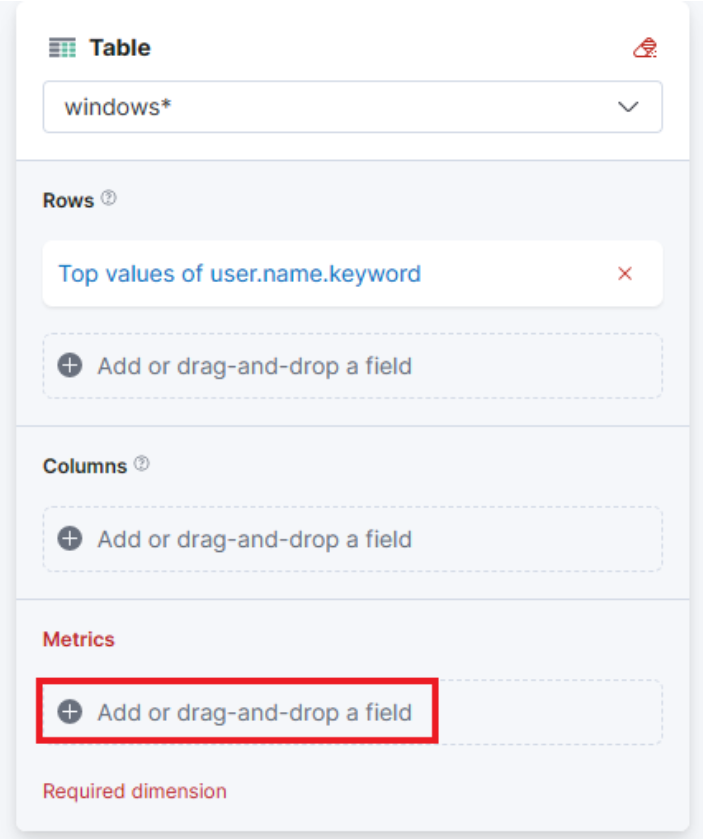 Table
windows*
Rows
Top values of user.name.keyword
Add or drag-and-drop a field
Columns
Add or drag-and-drop a field
Metrics
Add or drag-and-drop a field
Required dimension